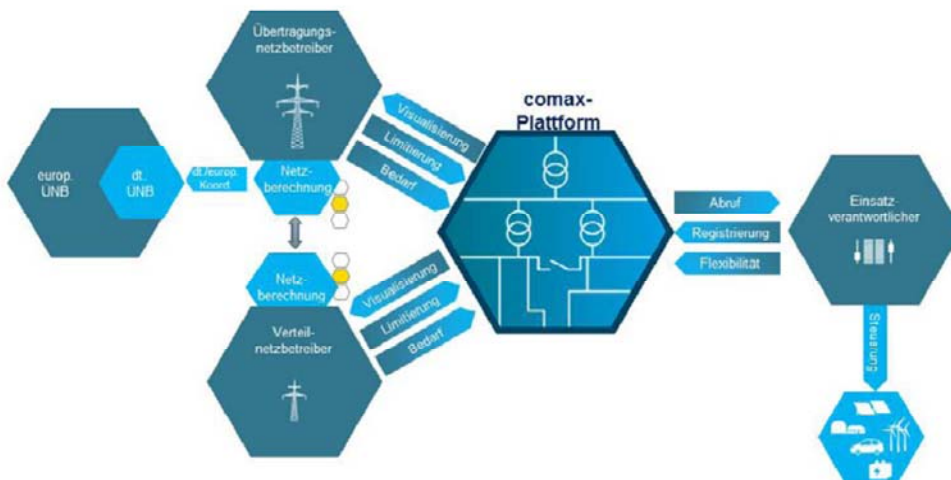 Übertragungs-
netzbetreiber
comax-
Plattform
europ.
ÜNB
dt.
ÜNB
dt./europ.
Koord.
Netz-
berechnung
Visualisierung
Limitierung
Bedarf
Abruf
Registrierung
Flexibilität
Einsatz-
verantwortlicher
Netz-
berechnung
Visualisierung
Limitierung
Bedarf
Verteil-
netzbetreiber
Steuerung